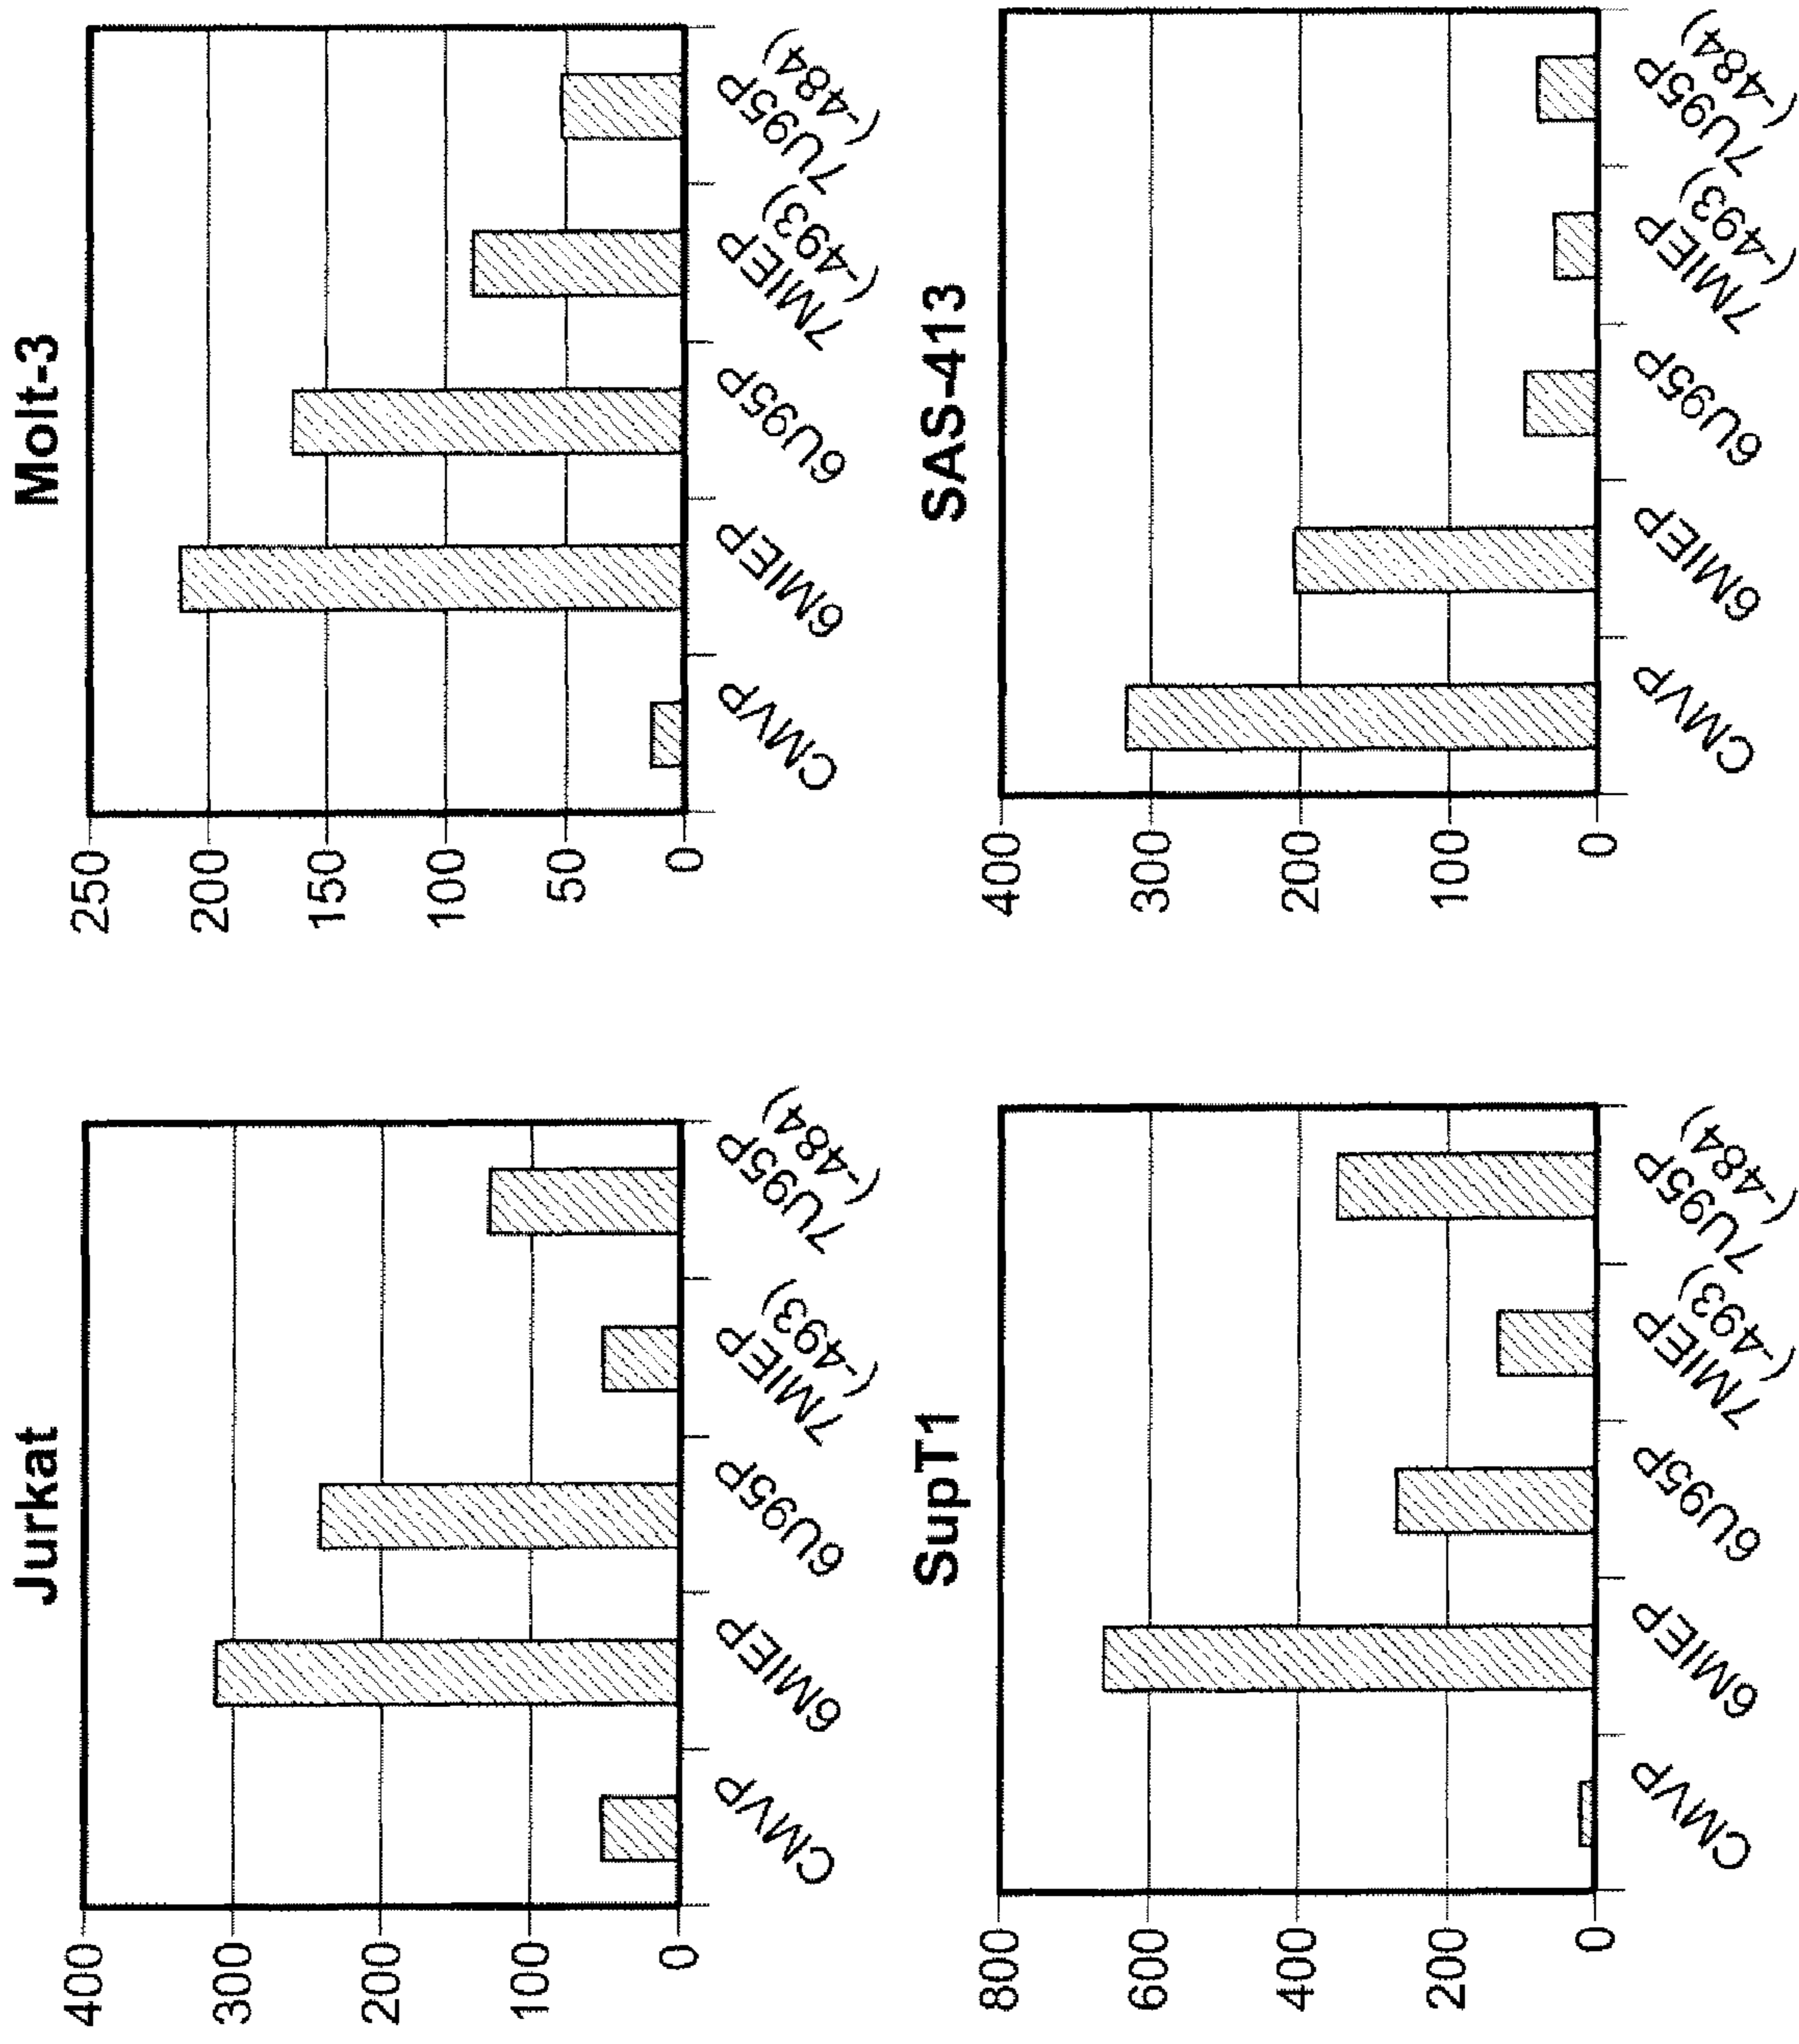 Jurkat
400
300
200
100
0
CMVP
6MIEP
6U95P
7MIEP
(-493)
7U95P
(-484)
Molt-3
250
200
150
100
50
0
CMVP
6MIEP
6U95P
7MIEP
(-493)
7U95P
(-484)
SupT1
800
600
400
200
0
CMVP
6MIEP
6U95P
7MIEP
(-493)
7U95P
(-484)
SAS-413
400
300
200
100
0
CMVP
6MIEP
6U95P
7MIEP
(-493)
7U95P
(-484)